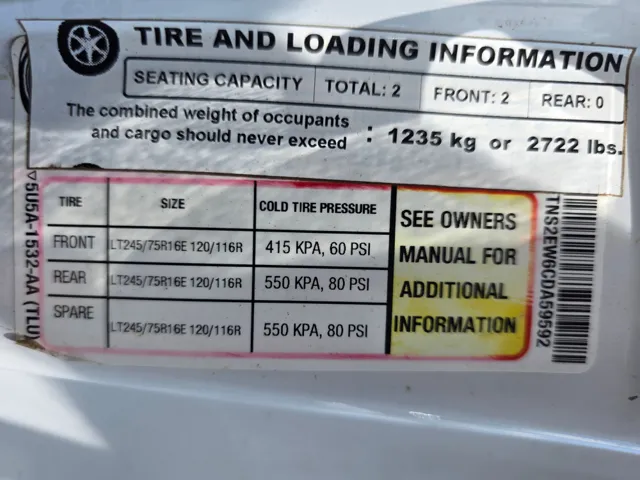 TIRE AND LOADING INFORMATION
SEATING CAPACITY TOTAL: 2 FRONT: 2 REAR: 0
The combined weight of occupants
and cargo should never exceed : 1235 kg or 2722 lbs.
TIRE SIZE COLD TIRE PRESSURE
FRONT LT245/75R16E 120/116R 415 KPA, 60 PSI
REAR LT245/75R16E 120/116R 550 KPA, 80 PSI
SPARE LT245/75R16E 120/116R 550 KPA, 80 PSI
SEE OWNERS
MANUAL FOR
ADDITIONAL
INFORMATION
5U5A-1532-AA (TLU)
TNS2EW6CDA59592